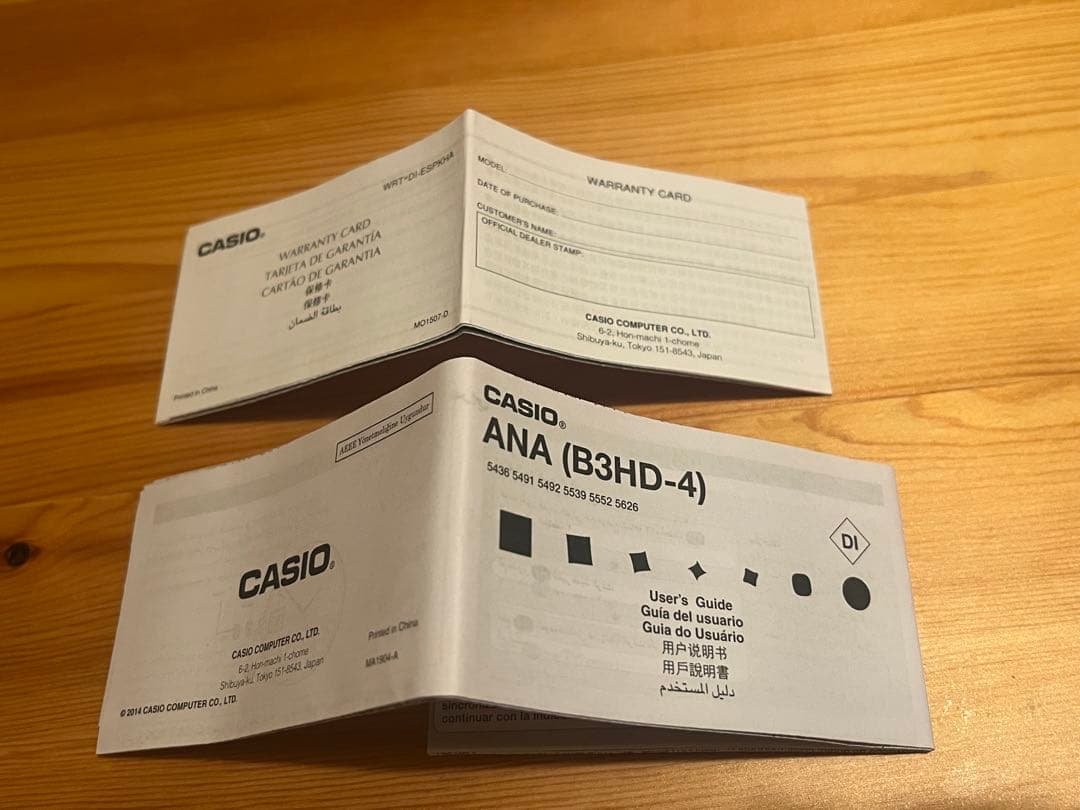 WRT-DI-ESPKHA
CASIO®
WARRANTY CARD
TARJETA DE GARANTÍA
CARTÃO DE GARANTIA
保修卡
保修卡
بطاقة الضمان
MO1507-D
Printed in China
WARRANTY CARD
MODEL:
DATE OF PURCHASE:
CUSTOMER'S NAME:
OFFICIAL DEALER STAMP:
CASIO COMPUTER CO., LTD.
6-2, Hon-machi 1-chome
Shibuya-ku, Tokyo 151-8543, Japan
AEEE Yönetmeliğine Uygundur
CASIO®
CASIO COMPUTER CO., LTD.
6-2, Hon-machi 1-chome
Shibuya-ku, Tokyo 151-8543, Japan
Printed in China
MA1904-A
© 2014 CASIO COMPUTER CO., LTD.
CASIO®
ANA (B3HD-4)
5436 5491 5492 5539 5552 5626
DI
User's Guide
Guía del usuario
Guia do Usuário
用户说明书
用戶說明書
دليل المستخدم
continuar con la